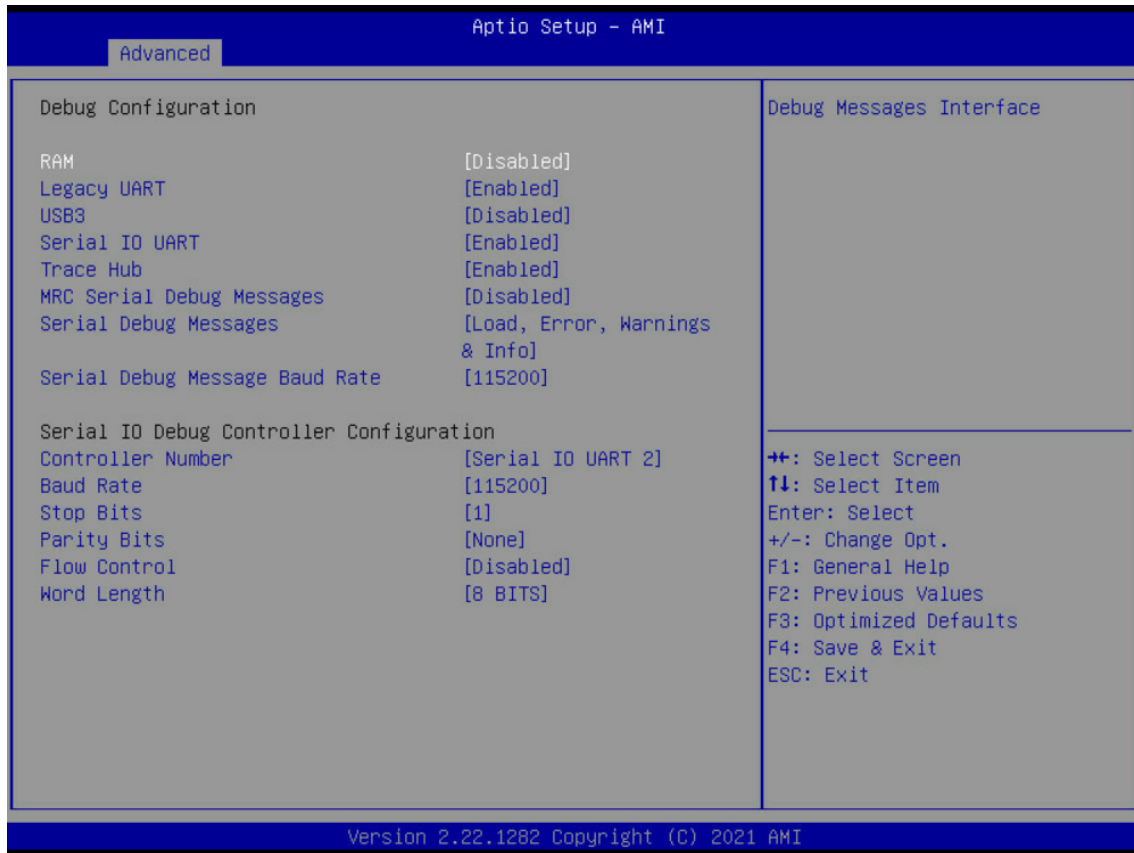 Aptio Setup – AMI
Advanced
Debug Configuration
RAM [Disabled]
Legacy UART [Enabled]
USB3 [Disabled]
Serial IO UART [Enabled]
Trace Hub [Enabled]
MRC Serial Debug Messages [Disabled]
Serial Debug Messages [Load, Error, Warnings
& Info]
Serial Debug Message Baud Rate [115200]
Serial IO Debug Controller Configuration
Controller Number [Serial IO UART 2]
Baud Rate [115200]
Stop Bits [1]
Parity Bits [None]
Flow Control [Disabled]
Word Length [8 BITS]
Debug Messages Interface
→←: Select Screen
↑↓: Select Item
Enter: Select
+/-: Change Opt.
F1: General Help
F2: Previous Values
F3: Optimized Defaults
F4: Save & Exit
ESC: Exit
Version 2.22.1282 Copyright (C) 2021 AMI